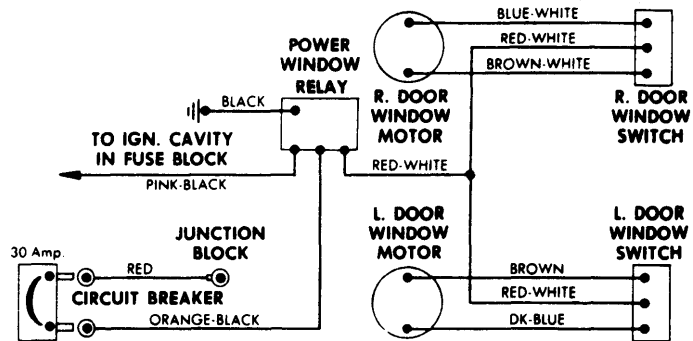 BLUE-WHITE
RED-WHITE
BROWN-WHITE
POWER
WINDOW
RELAY
R. DOOR
WINDOW
MOTOR
R. DOOR
WINDOW
SWITCH
BLACK
TO IGN. CAVITY
IN FUSE BLOCK
PINK-BLACK
RED-WHITE
L. DOOR
WINDOW
MOTOR
L. DOOR
WINDOW
SWITCH
JUNCTION
BLOCK
30 Amp.
RED
CIRCUIT BREAKER
ORANGE-BLACK
BROWN
RED-WHITE
DK-BLUE